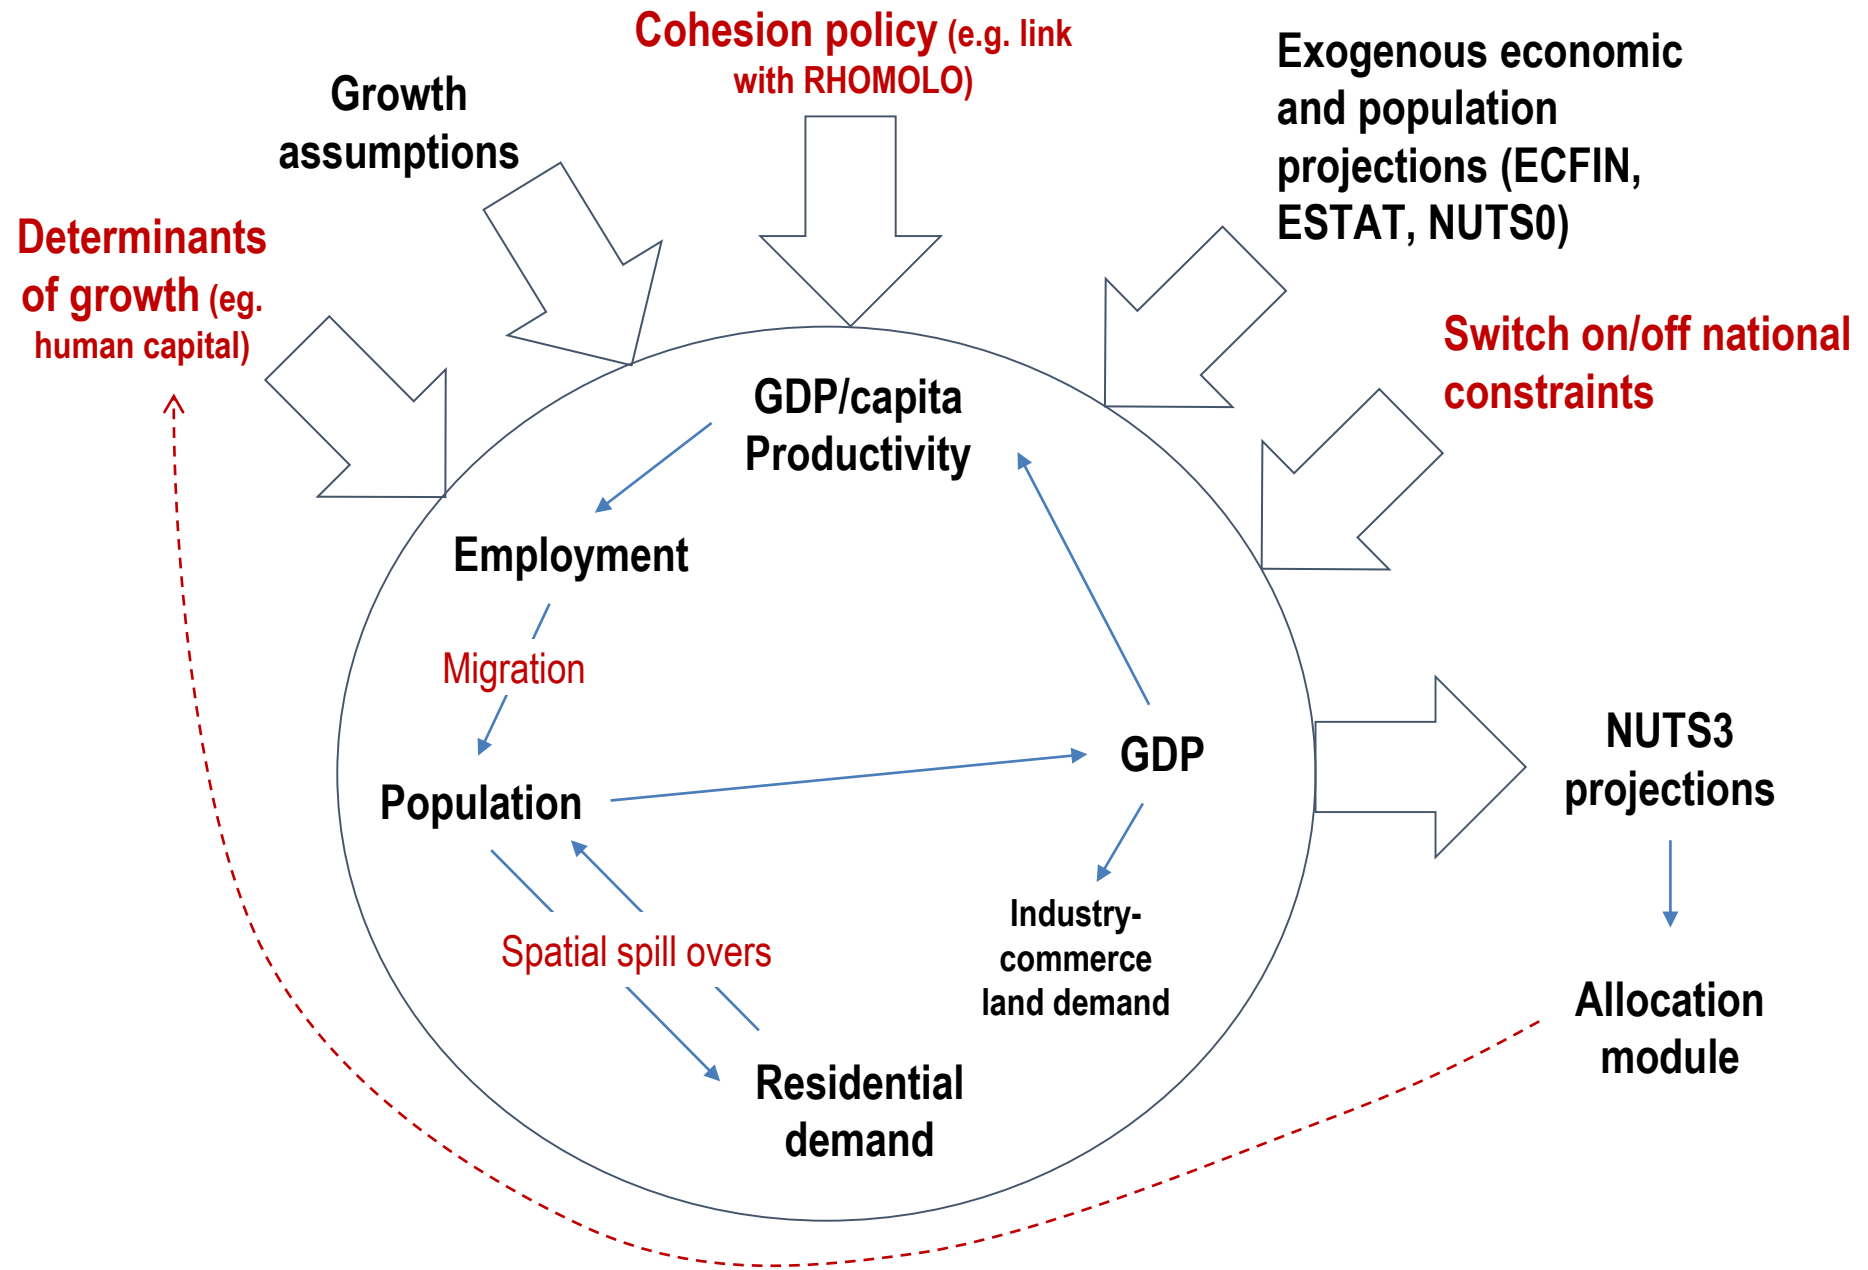 Cohesion policy (e.g. link
with RHOMOLO)
Growth
assumptions
Exogenous economic
and population
projections (ECFIN,
ESTAT, NUTS0)
Determinants
of growth (eg.
human capital)
Switch on/off national
constraints
GDP/capita
Productivity
Employment
Migration
Population
GDP
NUTS3
projections
Spatial spill overs
Industry-
commerce
land demand
Allocation
module
Residential
demand